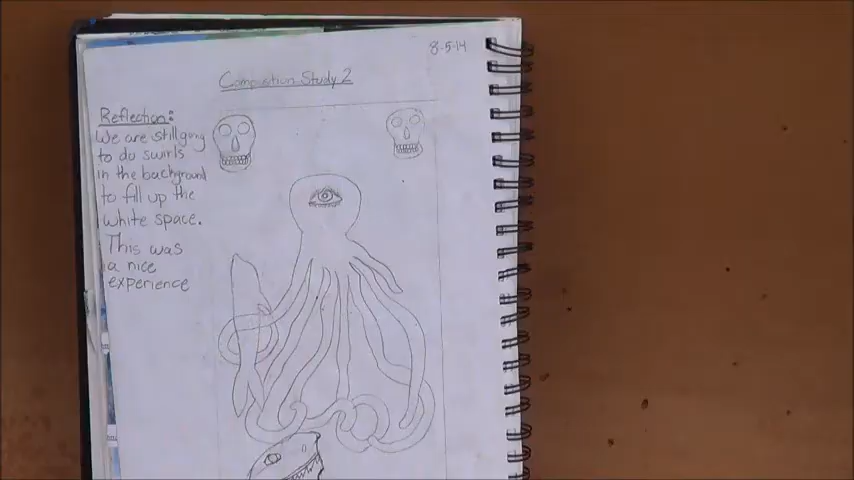 8-5-14
Composition Study 2
Reflection:
We are still going
to do swirls
in the background
to fill up the
white space.
This was
a nice
experience